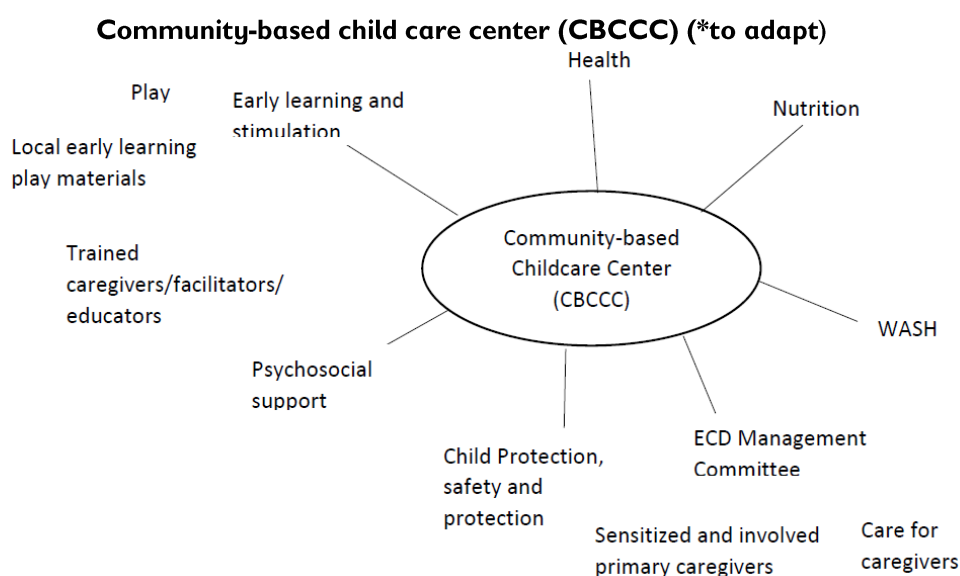 Community-based child care center (CBCCC) (*to adapt)
Health
Play
Early learning and
stimulation
Nutrition
Local early learning
play materials
Community-based
Childcare Center
(CBCCC)
Trained
caregivers/facilitators/
educators
WASH
Psychosocial
support
ECD Management
Committee
Child Protection,
safety and
protection
Sensitized and involved
primary caregivers
Care for
caregivers